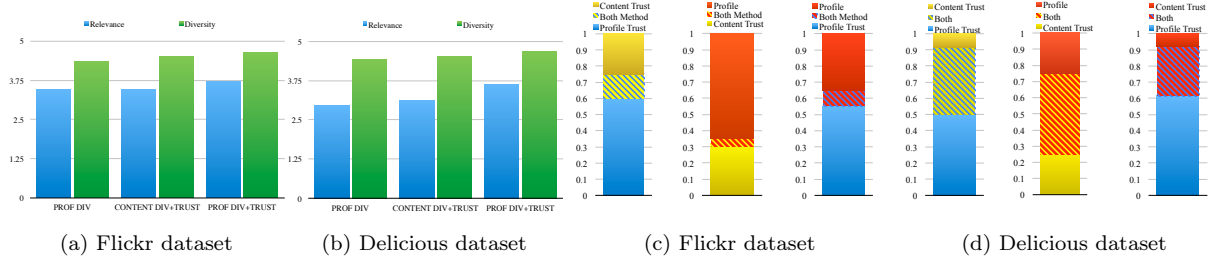 Relevance Diversity
5
3.75
2.5
1.25
0
PROF DIV CONTENT DIV+TRUST PROF DIV+TRUST
(a) Flickr dataset
Relevance Diversity
5
3.75
2.5
1.25
0
PROF DIV CONTENT DIV+TRUST PROF DIV+TRUST
(b) Delicious dataset
Content Trust
Both Method
Profile Trust
1
0.9
0.8
0.7
0.6
0.5
0.4
0.3
0.2
0.1
0
Profile
Both Method
Content Trust
1
0.9
0.8
0.7
0.6
0.5
0.4
0.3
0.2
0.1
0
Profile
Both Method
Profile Trust
1
0.9
0.8
0.7
0.6
0.5
0.4
0.3
0.2
0.1
0
(c) Flickr dataset
Content Trust
Both
Profile Trust
1
0.9
0.8
0.7
0.6
0.5
0.4
0.3
0.2
0.1
0
Profile
Both
Content Trust
1
0.9
0.8
0.7
0.6
0.5
0.4
0.3
0.2
0.1
0
Content Trust
Both
Profile Trust
1
0.9
0.8
0.7
0.6
0.5
0.4
0.3
0.2
0.1
0
(d) Delicious dataset